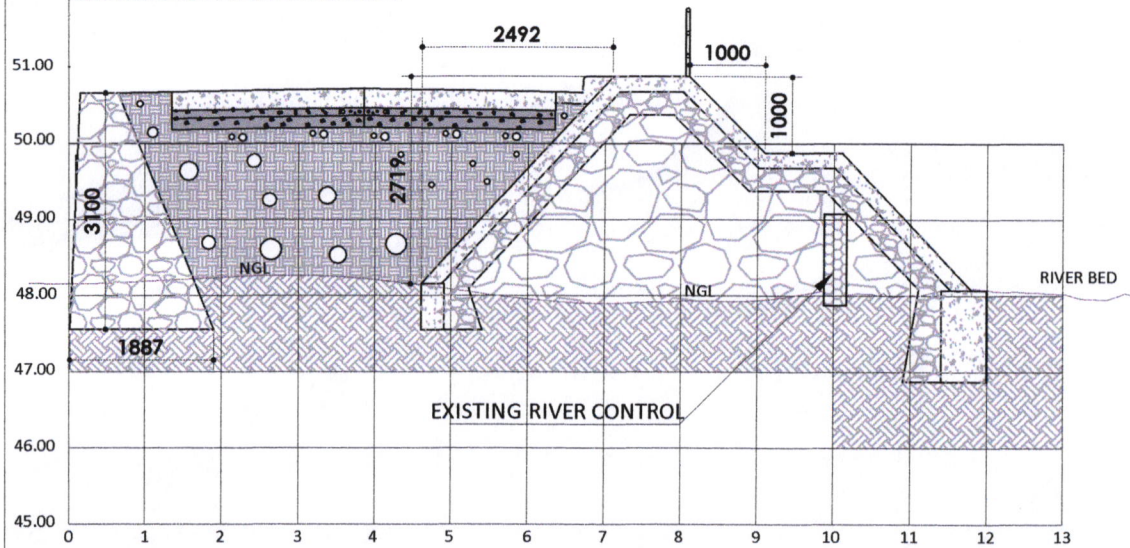 2492
51.00
1000
1000
50.00
2719
49.00
3100
NGL
NGL
RIVER BED
48.00
1887
47.00
EXISTING RIVER CONTROL
46.00
45.00
0 1 2 3 4 5 6 7 8 9 10 11 12 13